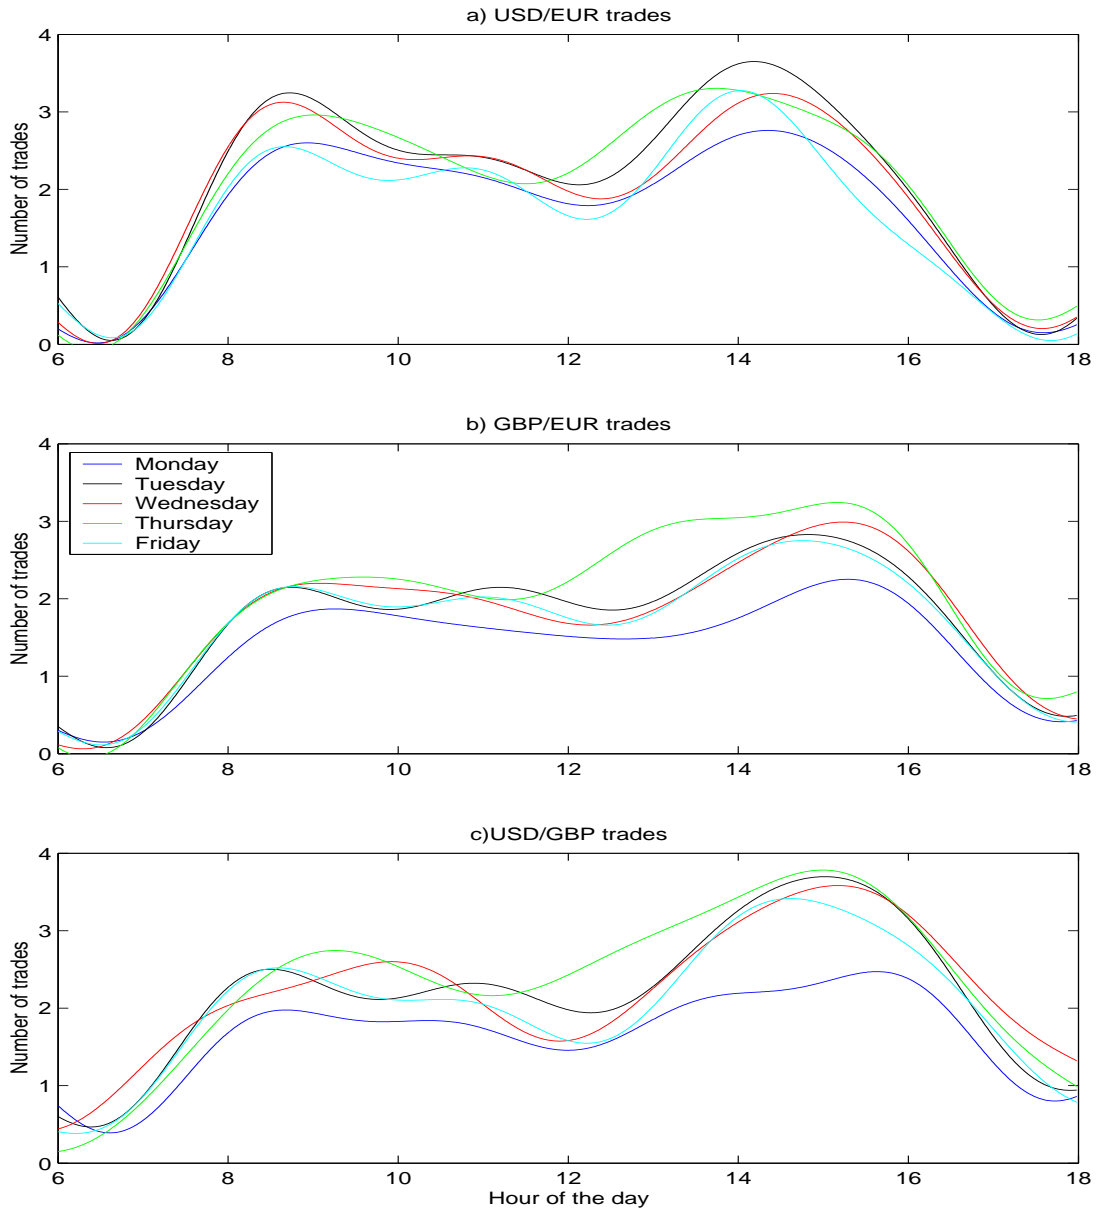 a) USD/EUR trades
4
3
2
1
0
Number of trades
6 8 10 12 14 16 18
b) GBP/EUR trades
4
3
2
1
0
Number of trades
Monday
Tuesday
Wednesday
Thursday
Friday
6 8 10 12 14 16 18
c)USD/GBP trades
4
3
2
1
0
Number of trades
6 8 10 12 14 16 18
Hour of the day